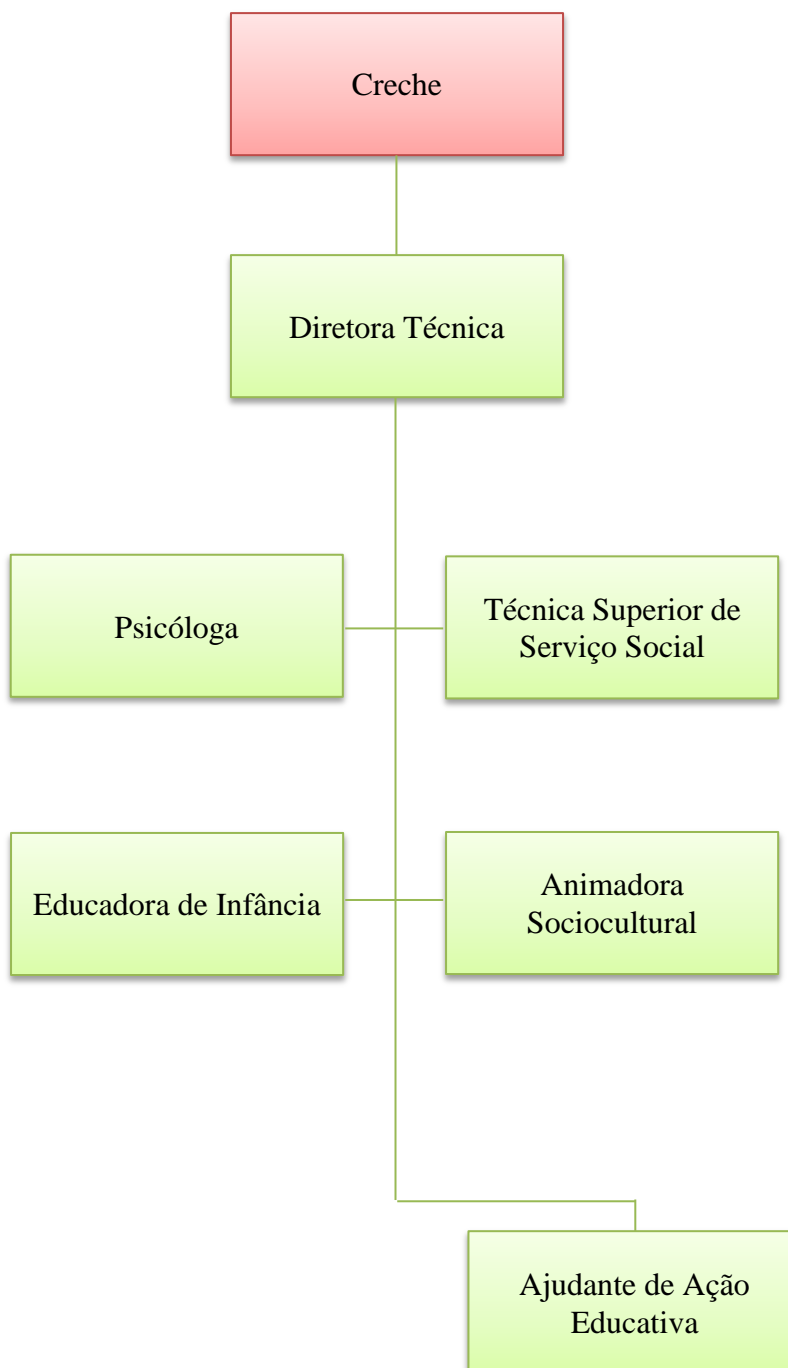 Creche
Diretora Técnica
Psicóloga
Técnica Superior de
Serviço Social
Educadora de Infância
Animadora
Sociocultural
Ajudante de Ação
Educativa